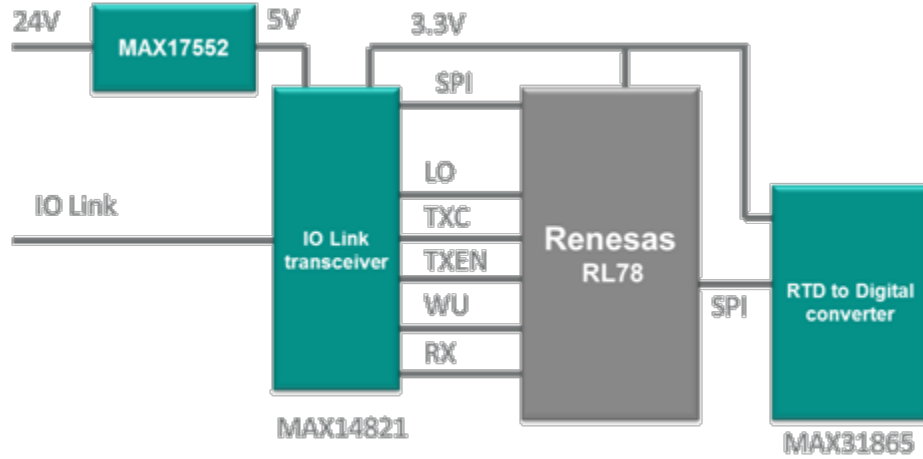 24V
5V
3.3V
MAX17552
SPI
LO
IO Link
TXC
IO Link
transceiver
TXEN
Renesas
RL78
WU
SPI
RTD to Digital
converter
RX
MAX14821
MAX31865